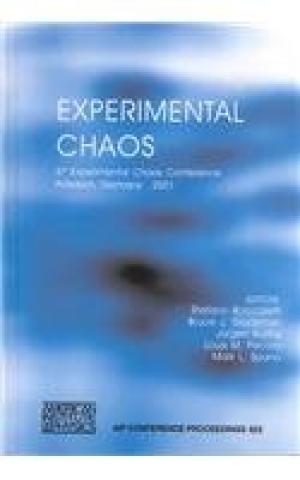 EXPERIMENTAL
CHAOS
6th Experimental Chaos Conference
Potsdam, Germany 2001
EDITORS
Stefano Boccaletti
Bruce J. Gluckman
Jürgen Kurths
Louis M. Pecora
Mark L. Spano
AIP CONFERENCE PROCEEDINGS